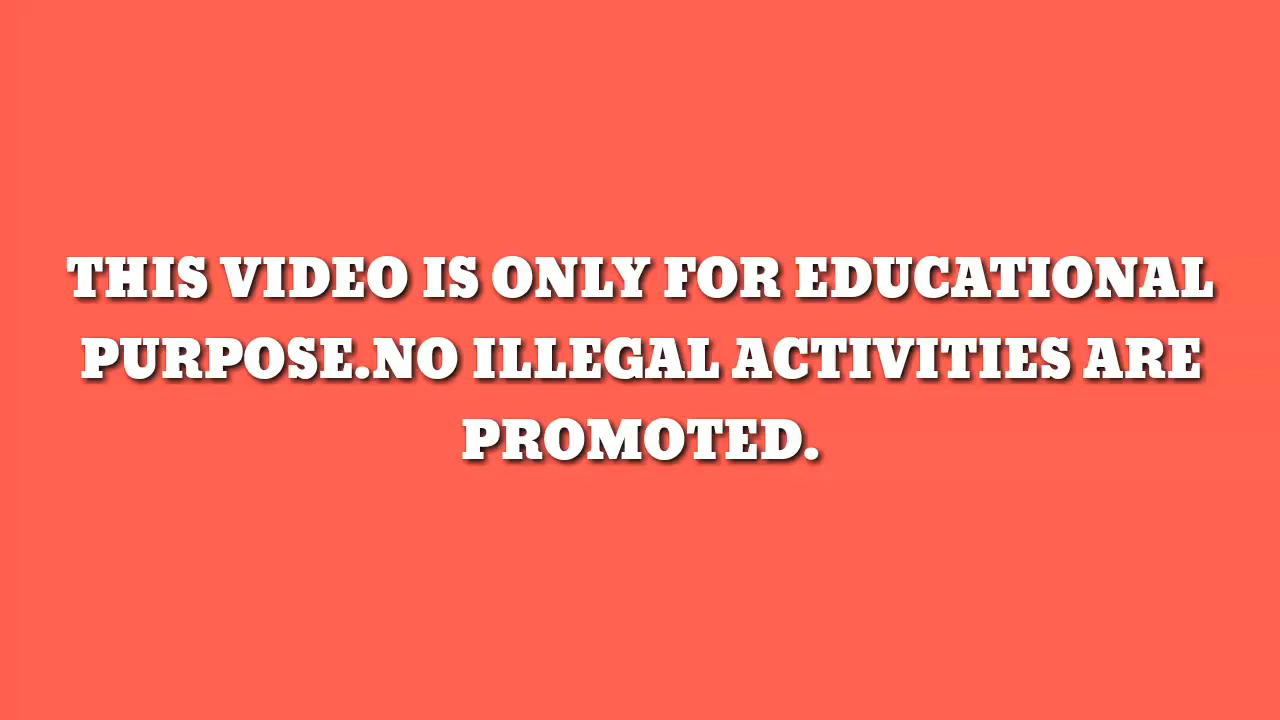 THIS VIDEO IS ONLY FOR EDUCATIONAL
PURPOSE.NO ILLEGAL ACTIVITIES ARE
PROMOTED.